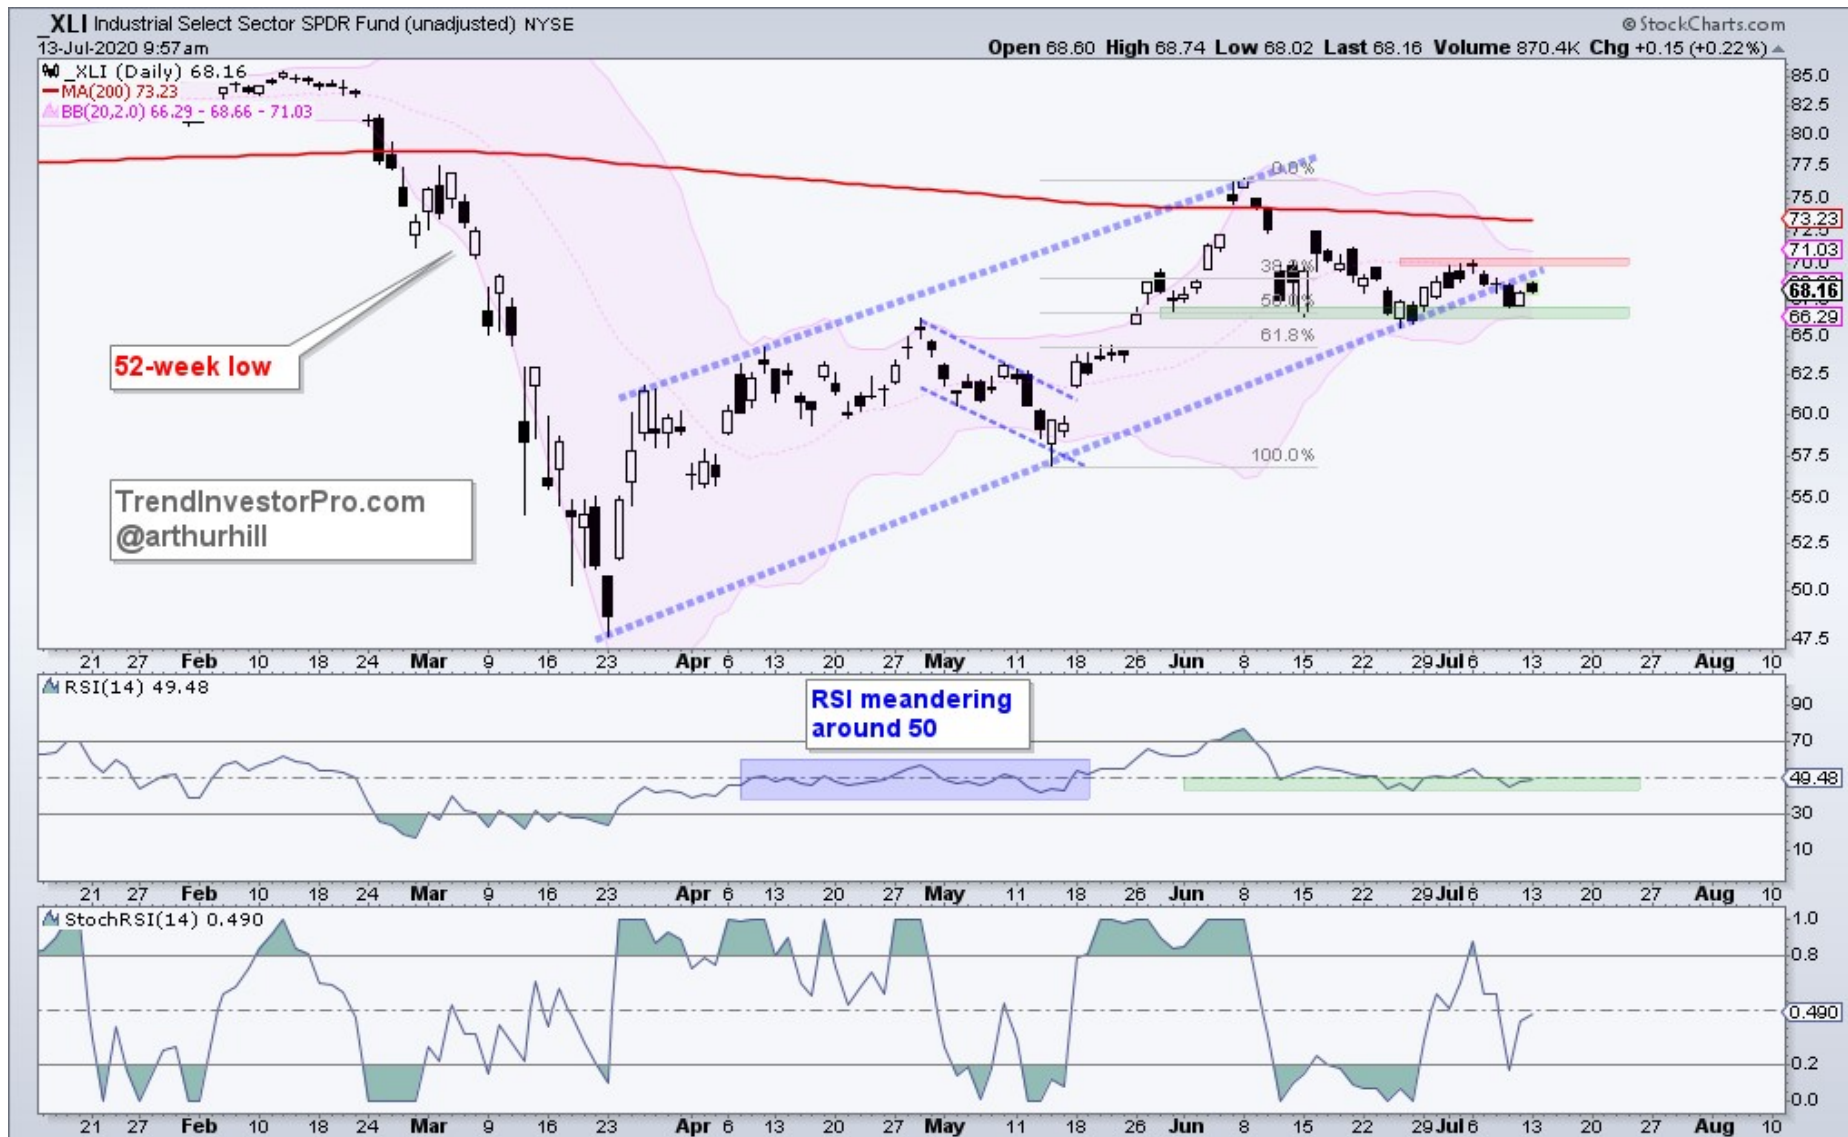 _XLI Industrial Select Sector SPDR Fund (unadjusted) NYSE
© StockCharts.com
13-Jul-2020 9:57am
Open 68.60 High 68.74 Low 68.02 Last 68.16 Volume 870.4K Chg +0.15 (+0.22%)
_XLI (Daily) 68.16
MA(200) 73.23
BB(20,2.0) 66.29 - 68.66 - 71.03
85.0
82.5
80.0
77.5
75.0
73.23
72.5
71.03
70.0
68.16
66.29
65.0
62.5
60.0
57.5
55.0
52.5
50.0
47.5
0.0%
38.2%
50.0%
61.8%
100.0%
52-week low
TrendInvestorPro.com
@arthurhill
21 27 Feb 10 18 24 Mar 9 16 23 Apr 6 13 20 27 May 11 18 26 Jun 8 15 22 29 Jul 6 13 20 27 Aug 10
RSI(14) 49.48
RSI meandering
around 50
90
70
49.48
30
10
21 27 Feb 10 18 24 Mar 9 16 23 Apr 6 13 20 27 May 11 18 26 Jun 8 15 22 29 Jul 6 13 20 27 Aug 10
StochRSI(14) 0.490
1.0
0.8
0.490
0.2
0.0
21 27 Feb 10 18 24 Mar 9 16 23 Apr 6 13 20 27 May 11 18 26 Jun 8 15 22 29 Jul 6 13 20 27 Aug 10